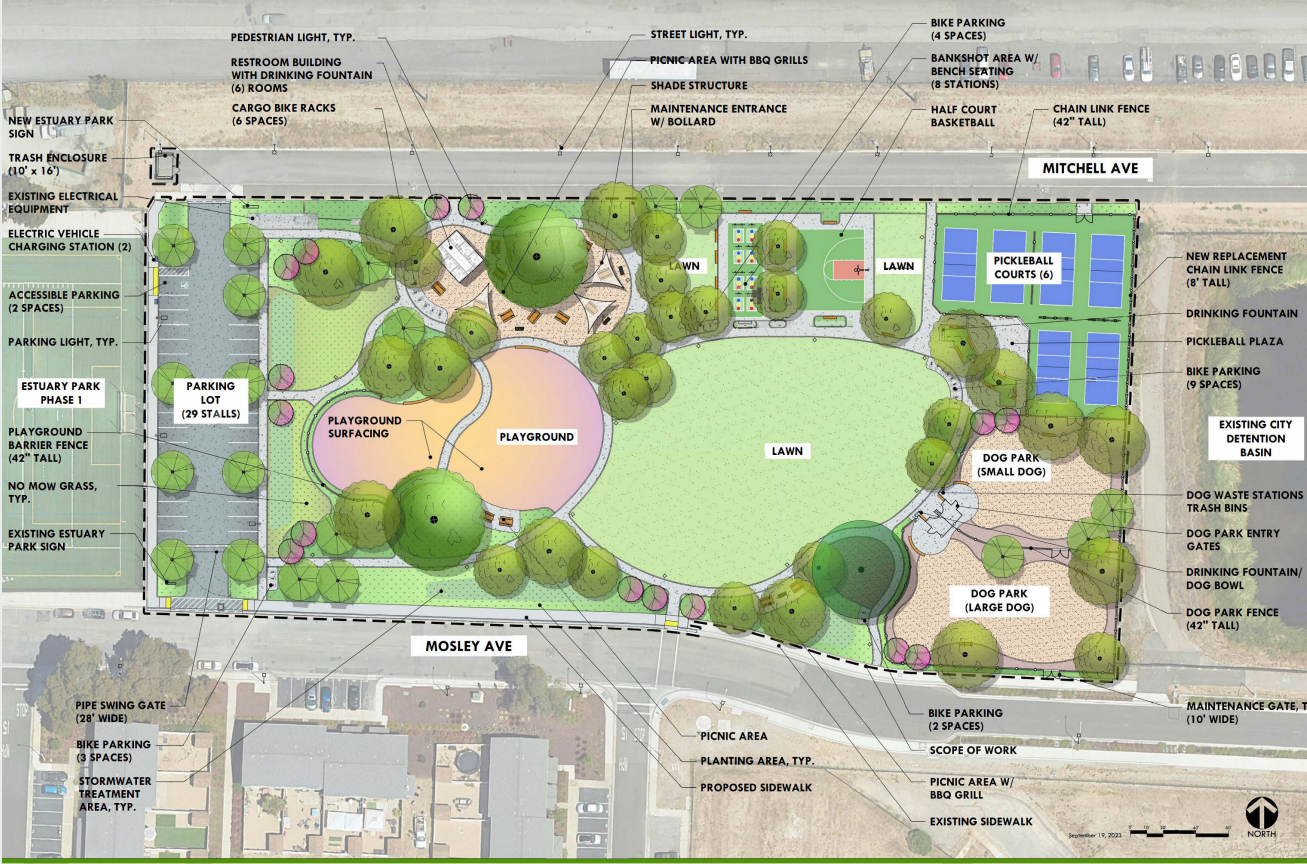 PEDESTRIAN LIGHT, TYP.
RESTROOM BUILDING
WITH DRINKING FOUNTAIN
(6) ROOMS
CARGO BIKE RACKS
(6 SPACES)
STREET LIGHT, TYP.
PICNIC AREA WITH BBQ GRILLS
SHADE STRUCTURE
MAINTENANCE ENTRANCE
W/ BOLLARD
BIKE PARKING
(4 SPACES)
BANKSHOT AREA W/
BENCH SEATING
(8 STATIONS)
HALF COURT
BASKETBALL
CHAIN LINK FENCE
(42" TALL)
MITCHELL AVE
NEW ESTUARY PARK
SIGN
TRASH ENCLOSURE
(10' x 16')
EXISTING ELECTRICAL
EQUIPMENT
ELECTRIC VEHICLE
CHARGING STATION (2)
ACCESSIBLE PARKING
(2 SPACES)
PARKING LIGHT, TYP.
ESTUARY PARK
PHASE 1
PLAYGROUND
BARRIER FENCE
(42" TALL)
NO MOW GRASS,
TYP.
EXISTING ESTUARY
PARK SIGN
PARKING
LOT
(29 STALLS)
PLAYGROUND
SURFACING
PLAYGROUND
LAWN
LAWN
LAWN
PICKLEBALL
COURTS (6)
DOG PARK
(SMALL DOG)
DOG PARK
(LARGE DOG)
NEW REPLACEMENT
CHAIN LINK FENCE
(8' TALL)
DRINKING FOUNTAIN
PICKLEBALL PLAZA
BIKE PARKING
(9 SPACES)
EXISTING CITY
DETENTION
BASIN
DOG WASTE STATIONS
TRASH BINS
DOG PARK ENTRY
GATES
DRINKING FOUNTAIN/
DOG BOWL
DOG PARK FENCE
(42" TALL)
MAINTENANCE GATE, T
(10' WIDE)
MOSLEY AVE
PIPE SWING GATE
(28' WIDE)
BIKE PARKING
(3 SPACES)
STORMWATER
TREATMENT
AREA, TYP.
PICNIC AREA
PLANTING AREA, TYP.
PROPOSED SIDEWALK
BIKE PARKING
(2 SPACES)
SCOPE OF WORK
PICNIC AREA W/
BBQ GRILL
EXISTING SIDEWALK
September 19, 2023
NORTH